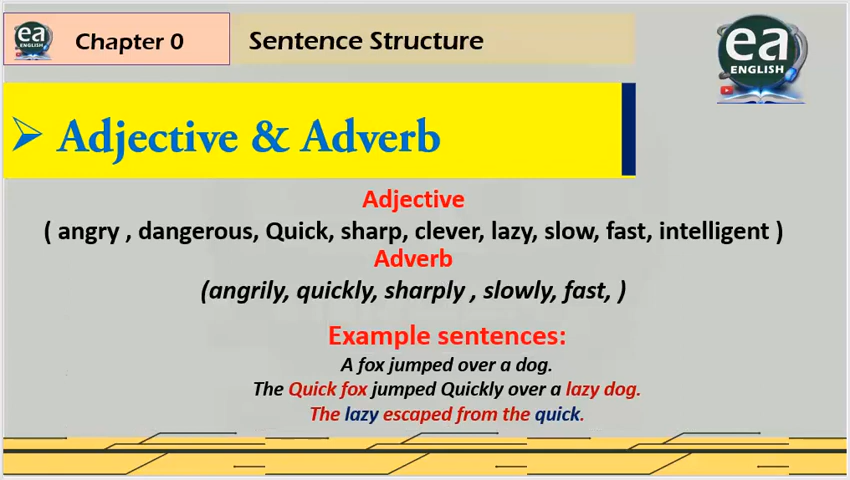 ea
ENGLISH
Chapter 0
Sentence Structure
ea
ENGLISH
Adjective & Adverb
Adjective
( angry , dangerous, Quick, sharp, clever, lazy, slow, fast, intelligent )
Adverb
(angrily, quickly, sharply , slowly, fast, )
Example sentences:
A fox jumped over a dog.
The Quick fox jumped Quickly over a lazy dog.
The lazy escaped from the quick.